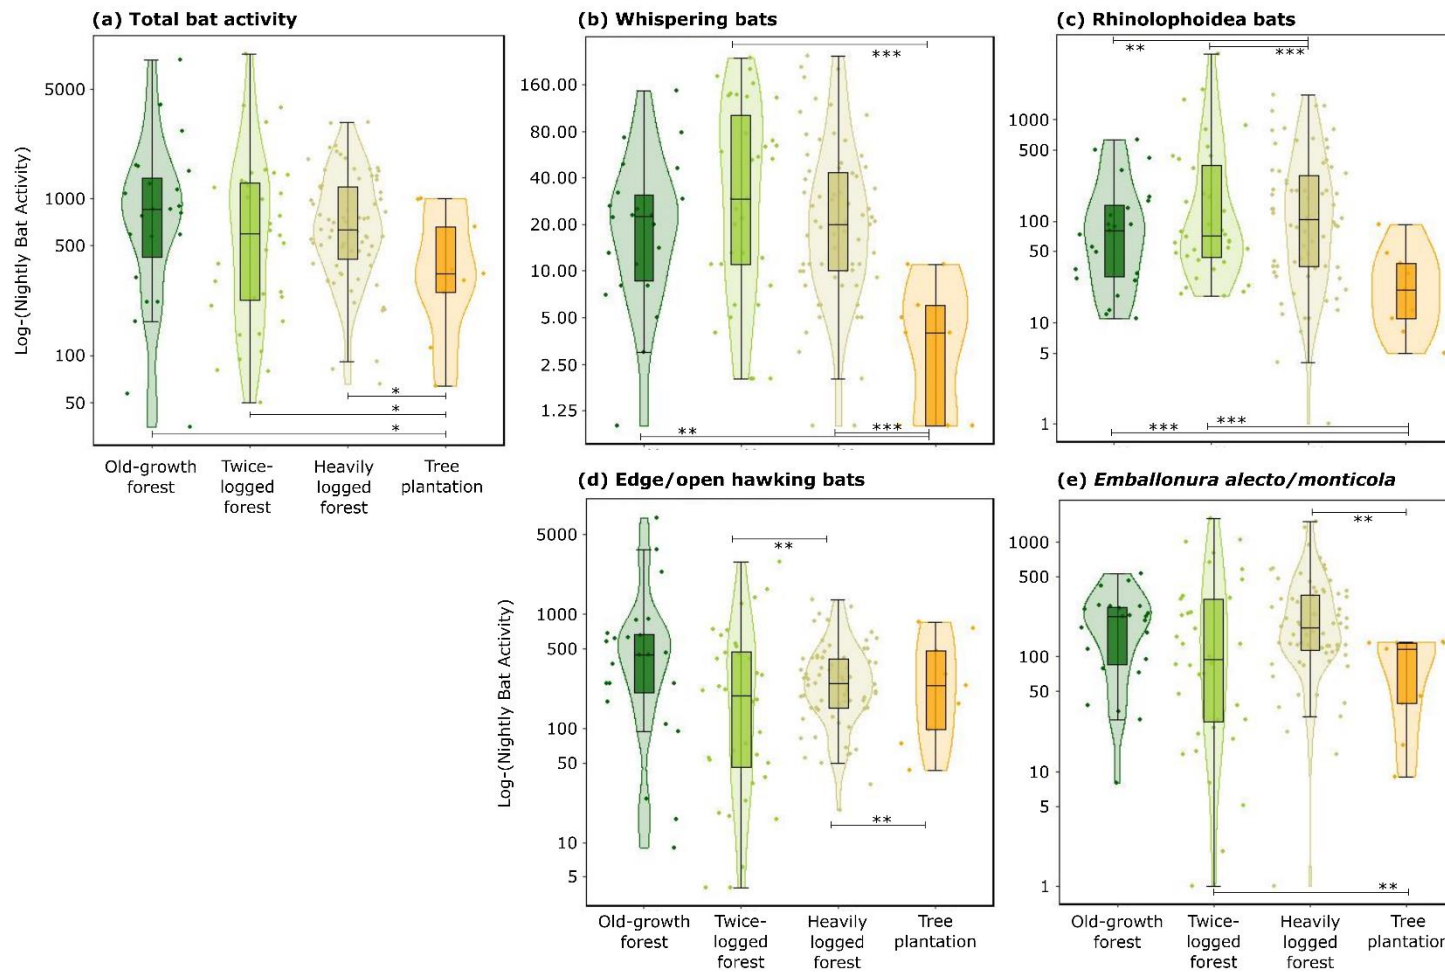 (a) Total bat activity
Log-(Nightly Bat Activity)
5000
1000
500
100
50
*
*
*
Old-growth
forest
Twice-
logged
forest
Heavily
logged
forest
Tree
plantation
(b) Whispering bats
160.00
80.00
40.00
20.00
10.00
5.00
2.50
1.25
***
**
***
(c) Rhinolophoidea bats
1000
500
100
50
10
5
1
**
***
***
***
(d) Edge/open hawking bats
Log-(Nightly Bat Activity)
5000
1000
500
100
50
10
5
**
**
Old-growth
forest
Twice-
logged
forest
Heavily
logged
forest
Tree
plantation
(e) Emballonura alecto/monticola
1000
500
100
50
10
5
1
**
**
Old-growth
forest
Twice-
logged
forest
Heavily
logged
forest
Tree
plantation